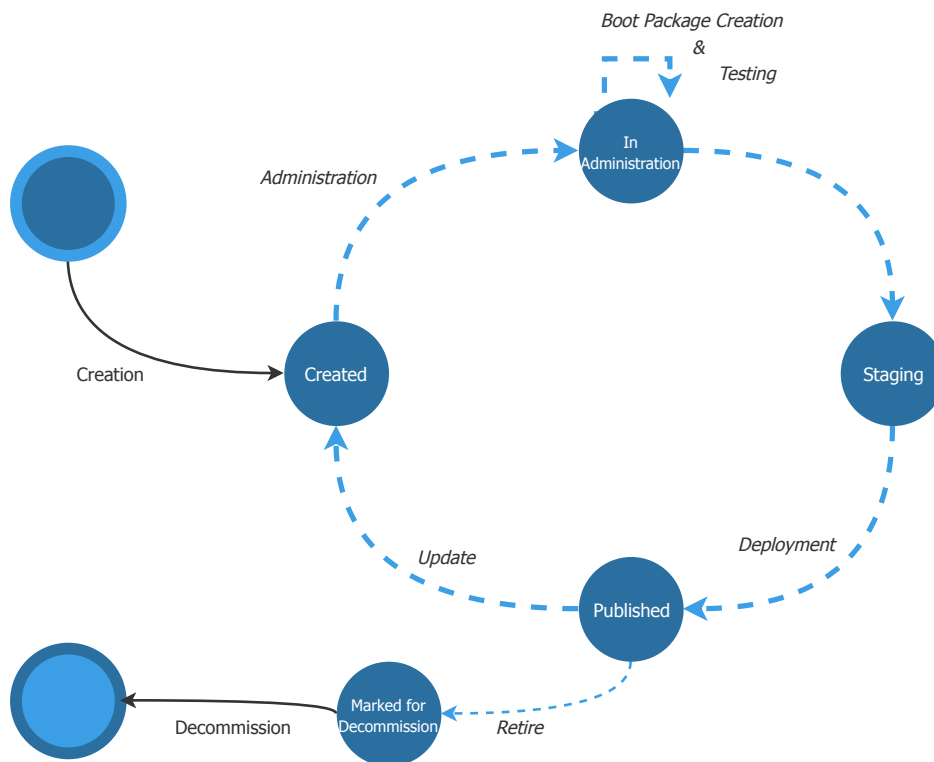 Boot Package Creation
&
Testing
In
Administration
Administration
Creation
Created
Staging
Update
Deployment
Published
Marked for
Decommission
Decommission
Retire